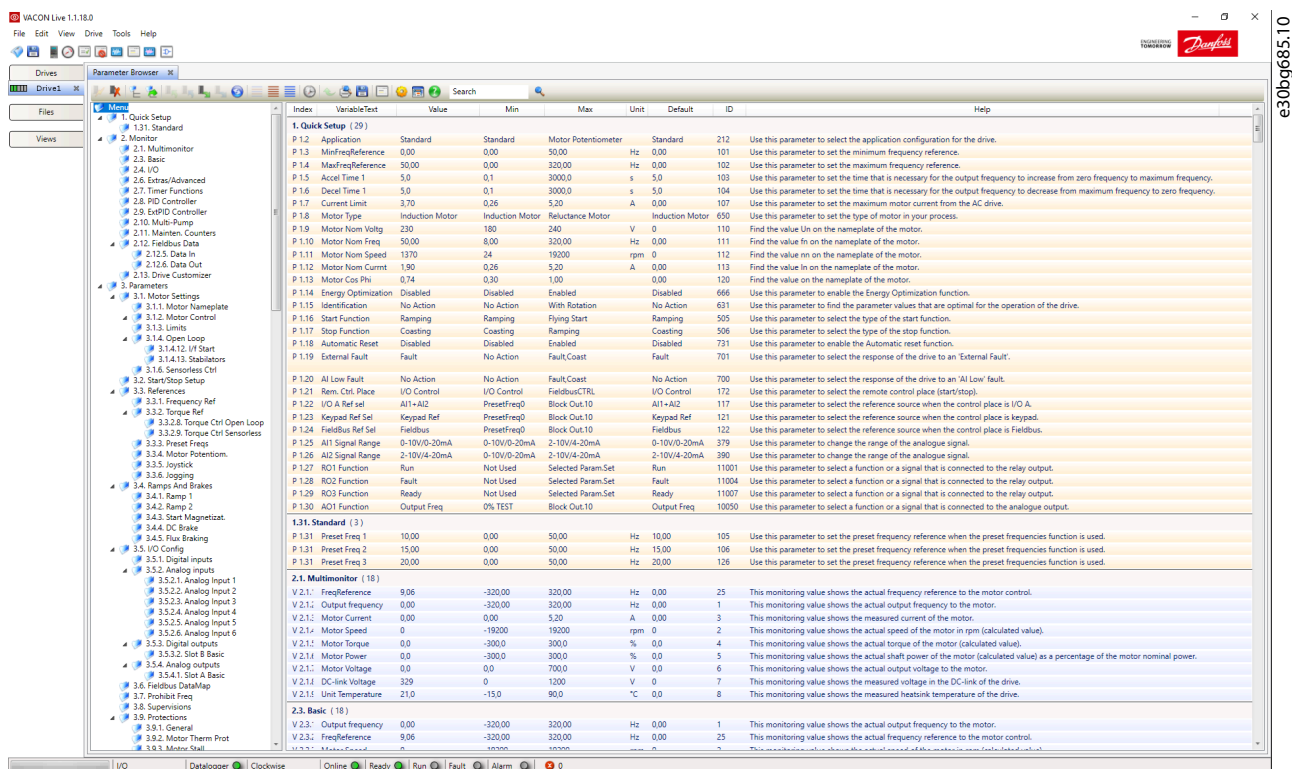 VACON Live 1.1.18.0
File Edit View Drive Tools Help
ENGINEERING TOMORROW Danfoss
e30bg685.10
Drives
Drive1
Files
Views
Parameter Browser
Search
Menu
1. Quick Setup
1.31. Standard
2. Monitor
2.1. Multimonitor
2.3. Basic
2.4. I/O
2.6. Extras/Advanced
2.7. Timer Functions
2.8. PID Controller
2.9. ExtPID Controller
2.10. Multi-Pump
2.11. Mainten. Counters
2.12. Fieldbus Data
2.12.5. Data In
2.12.6. Data Out
2.13. Drive Customizer
3. Parameters
3.1. Motor Settings
3.1.1. Motor Nameplate
3.1.2. Motor Control
3.1.3. Limits
3.1.4. Open Loop
3.1.4.12. I/f Start
3.1.4.13. Stabilators
3.1.6. Sensorless Ctrl
3.2. Start/Stop Setup
3.3. References
3.3.1. Frequency Ref
3.3.2. Torque Ref
3.3.2.8. Torque Ctrl Open Loop
3.3.2.9. Torque Ctrl Sensorless
3.3.3. Preset Freqs
3.3.4. Motor Potentiom.
3.3.5. Joystick
3.3.6. Jogging
3.4. Ramps And Brakes
3.4.1. Ramp 1
3.4.2. Ramp 2
3.4.3. Start Magnetizat.
3.4.4. DC Brake
3.4.5. Flux Braking
3.5. I/O Config
3.5.1. Digital inputs
3.5.2. Analog inputs
3.5.2.1. Analog Input 1
3.5.2.2. Analog Input 2
3.5.2.3. Analog Input 3
3.5.2.4. Analog Input 4
3.5.2.5. Analog Input 5
3.5.2.6. Analog Input 6
3.5.3. Digital outputs
3.5.3.2. Slot B Basic
3.5.4. Analog outputs
3.5.4.1. Slot A Basic
3.6. Fieldbus DataMap
3.7. Prohibit Freq
3.8. Supervisions
3.9. Protections
3.9.1. General
3.9.2. Motor Therm Prot
3.9.3. Motor Stall
Index VariableText Value Min Max Unit Default ID Help
1. Quick Setup (29)
P 1.2 Application Standard Standard Motor Potentiometer Standard 212 Use this parameter to select the application configuration for the drive.
P 1.3 MinFreqReference 0,00 0,00 50,00 Hz 0,00 101 Use this parameter to set the minimum frequency reference.
P 1.4 MaxFreqReference 50,00 0,00 320,00 Hz 0,00 102 Use this parameter to set the maximum frequency reference.
P 1.5 Accel Time 1 5,0 0,1 3000,0 s 5,0 103 Use this parameter to set the time that is necessary for the output frequency to increase from zero frequency to maximum frequency.
P 1.6 Decel Time 1 5,0 0,1 3000,0 s 5,0 104 Use this parameter to set the time that is necessary for the output frequency to decrease from maximum frequency to zero frequency.
P 1.7 Current Limit 3,70 0,26 5,20 A 0,00 107 Use this parameter to set the maximum motor current from the AC drive.
P 1.8 Motor Type Induction Motor Induction Motor Reluctance Motor Induction Motor 650 Use this parameter to set the type of motor in your process.
P 1.9 Motor Nom Voltg 230 180 240 V 0 110 Find the value Un on the nameplate of the motor.
P 1.10 Motor Nom Freq 50,00 8,00 320,00 Hz 0,00 111 Find the value fn on the nameplate of the motor.
P 1.11 Motor Nom Speed 1370 24 19200 rpm 0 112 Find the value nn on the nameplate of the motor.
P 1.12 Motor Nom Currnt 1,90 0,26 5,20 A 0,00 113 Find the value In on the nameplate of the motor.
P 1.13 Motor Cos Phi 0,74 0,30 1,00 0,00 120 Find the value on the nameplate of the motor.
P 1.14 Energy Optimization Disabled Disabled Enabled Disabled 666 Use this parameter to enable the Energy Optimization function.
P 1.15 Identification No Action No Action With Rotation No Action 631 Use this parameter to find the parameter values that are optimal for the operation of the drive.
P 1.16 Start Function Ramping Ramping Flying Start Ramping 505 Use this parameter to select the type of the start function.
P 1.17 Stop Function Coasting Coasting Ramping Coasting 506 Use this parameter to select the type of the stop function.
P 1.18 Automatic Reset Disabled Disabled Enabled Disabled 731 Use this parameter to enable the Automatic reset function.
P 1.19 External Fault Fault No Action Fault,Coast Fault 701 Use this parameter to select the response of the drive to an 'External Fault'.
P 1.20 AI Low Fault No Action No Action Fault,Coast No Action 700 Use this parameter to select the response of the drive to an 'AI Low' fault.
P 1.21 Rem. Ctrl. Place I/O Control I/O Control FieldbusCTRL I/O Control 172 Use this parameter to select the remote control place (start/stop).
P 1.22 I/O A Ref sel AI1+AI2 PresetFreq0 Block Out.10 AI1+AI2 117 Use this parameter to select the reference source when the control place is I/O A.
P 1.23 Keypad Ref Sel Keypad Ref PresetFreq0 Block Out.10 Keypad Ref 121 Use this parameter to select the reference source when the control place is keypad.
P 1.24 FieldBus Ref Sel Fieldbus PresetFreq0 Block Out.10 Fieldbus 122 Use this parameter to select the reference source when the control place is Fieldbus.
P 1.25 AI1 Signal Range 0-10V/0-20mA 0-10V/0-20mA 2-10V/4-20mA 0-10V/0-20mA 379 Use this parameter to change the range of the analogue signal.
P 1.26 AI2 Signal Range 2-10V/4-20mA 0-10V/0-20mA 2-10V/4-20mA 2-10V/4-20mA 390 Use this parameter to change the range of the analogue signal.
P 1.27 RO1 Function Run Not Used Selected Param.Set Run 11001 Use this parameter to select a function or a signal that is connected to the relay output.
P 1.28 RO2 Function Fault Not Used Selected Param.Set Fault 11004 Use this parameter to select a function or a signal that is connected to the relay output.
P 1.29 RO3 Function Ready Not Used Selected Param.Set Ready 11007 Use this parameter to select a function or a signal that is connected to the relay output.
P 1.30 AO1 Function Output Freq 0% TEST Block Out.10 Output Freq 10050 Use this parameter to select a function or a signal that is connected to the analogue output.
1.31. Standard (3)
P 1.31 Preset Freq 1 10,00 0,00 50,00 Hz 10,00 105 Use this parameter to set the preset frequency reference when the preset frequencies function is used.
P 1.31 Preset Freq 2 15,00 0,00 50,00 Hz 15,00 106 Use this parameter to set the preset frequency reference when the preset frequencies function is used.
P 1.31 Preset Freq 3 20,00 0,00 50,00 Hz 20,00 126 Use this parameter to set the preset frequency reference when the preset frequencies function is used.
2.1. Multimonitor (18)
V 2.1. FreqReference 9,06 -320,00 320,00 Hz 0,00 25 This monitoring value shows the actual frequency reference to the motor control.
V 2.1. Output frequency 0,00 -320,00 320,00 Hz 0,00 1 This monitoring value shows the actual output frequency to the motor.
V 2.1. Motor Current 0,00 0,00 5,20 A 0,00 3 This monitoring value shows the measured current of the motor.
V 2.1. Motor Speed 0 -19200 19200 rpm 0 2 This monitoring value shows the actual speed of the motor in rpm (calculated value).
V 2.1. Motor Torque 0,0 -300,0 300,0 % 0,0 4 This monitoring value shows the actual torque of the motor (calculated value).
V 2.1. Motor Power 0,0 -300,0 300,0 % 0,0 5 This monitoring value shows the actual shaft power of the motor (calculated value) as a percentage of the motor nominal power.
V 2.1. Motor Voltage 0,0 0,0 700,0 V 0,0 6 This monitoring value shows the actual output voltage to the motor.
V 2.1. DC-link Voltage 329 0 1200 V 0 7 This monitoring value shows the measured voltage in the DC-link of the drive.
V 2.1. Unit Temperature 21,0 -15,0 90,0 °C 0,0 8 This monitoring value shows the measured heatsink temperature of the drive.
2.3. Basic (18)
V 2.3. Output frequency 0,00 -320,00 320,00 Hz 0,00 1 This monitoring value shows the actual output frequency to the motor.
V 2.3. FreqReference 9,06 -320,00 320,00 Hz 0,00 25 This monitoring value shows the actual frequency reference to the motor control.
I/O Datalogger Clockwise Online Ready Run Fault Alarm 0